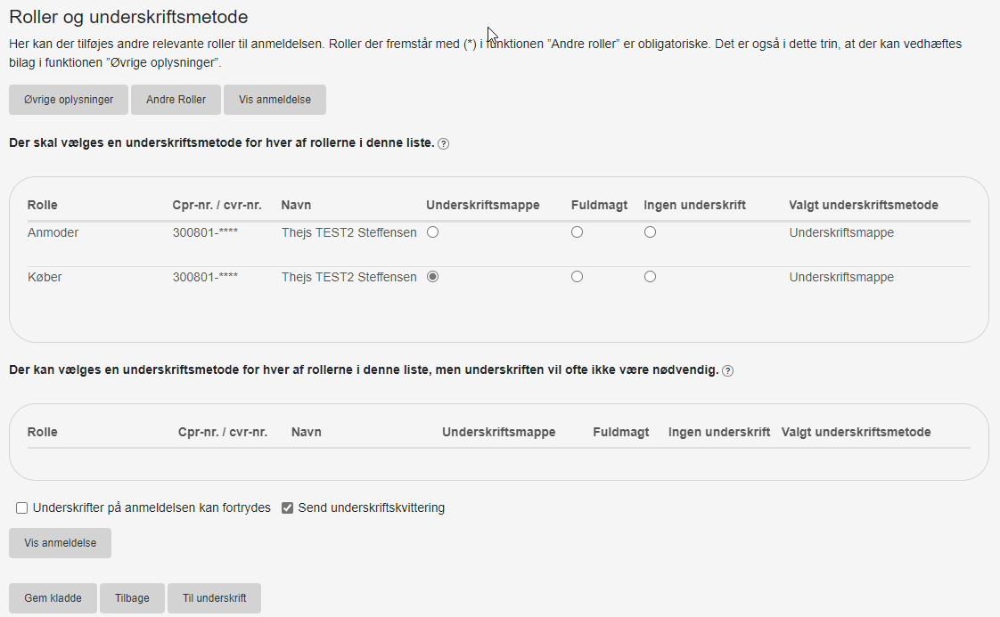 Roller og underskriftsmetode
Her kan der tilføjes andre relevante roller til anmeldelsen. Roller der fremstår med (*) i funktionen ”Andre roller” er obligatoriske. Det er også i dette trin, at der kan vedhæftes
bilag i funktionen ”Øvrige oplysninger”.
Øvrige oplysninger Andre Roller Vis anmeldelse
Der skal vælges en underskriftsmetode for hver af rollerne i denne liste. ?
Rolle Cpr-nr. / cvr-nr. Navn Underskriftsmappe Fuldmagt Ingen underskrift Valgt underskriftsmetode
Anmoder 300801-**** Thejs TEST2 Steffensen Underskriftsmappe
Køber 300801-**** Thejs TEST2 Steffensen Underskriftsmappe
Der kan vælges en underskriftsmetode for hver af rollerne i denne liste, men underskriften vil ofte ikke være nødvendig. ?
Rolle Cpr-nr. / cvr-nr. Navn Underskriftsmappe Fuldmagt Ingen underskrift Valgt underskriftsmetode
Underskrifter på anmeldelsen kan fortrydes Send underskriftskvittering
Vis anmeldelse
Gem kladde Tilbage Til underskrift